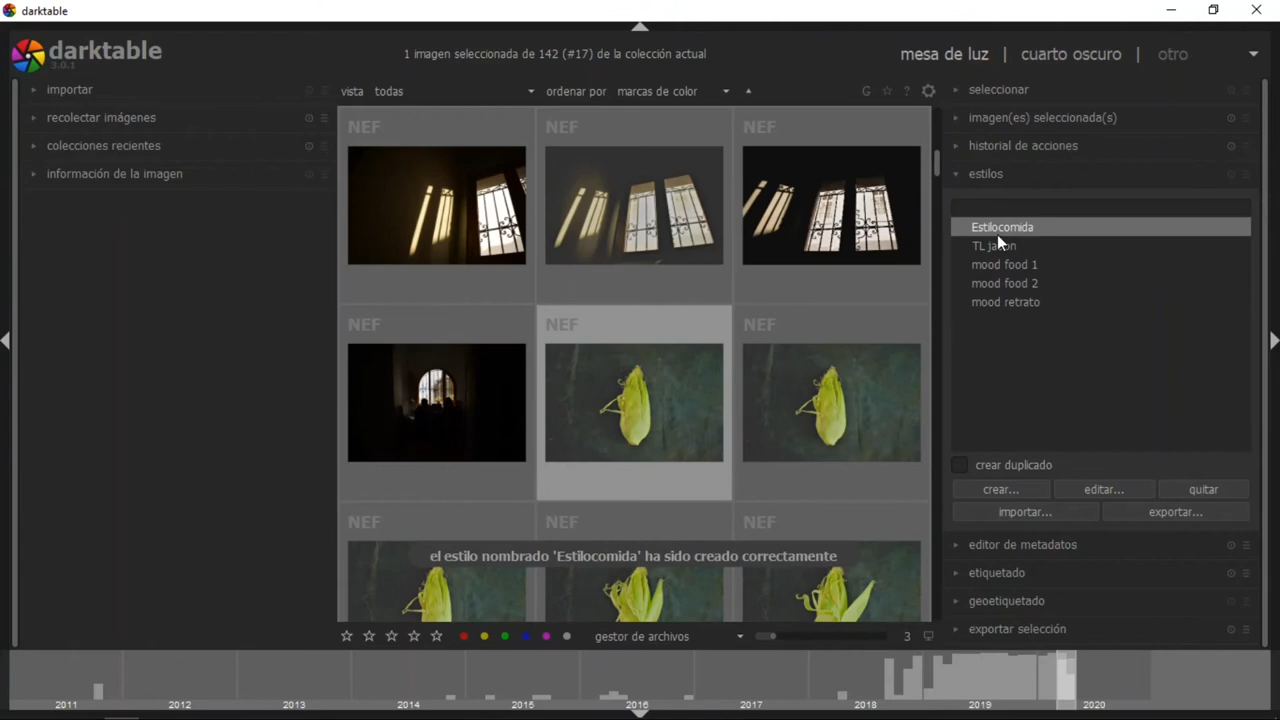 darktable
darktable
3.0.1
1 imagen seleccionada de 142 (#17) de la colección actual
mesa de luz | cuarto oscuro | otro
importar
recolectar imágenes
colecciones recientes
información de la imagen
vista todas
ordenar por marcas de color
G ☆ ?
NEF NEF NEF
NEF NEF NEF
NEF NEF NEF
el estilo nombrado 'Estilocomida' ha sido creado correctamente
gestor de archivos
3
seleccionar
imagen(es) seleccionada(s)
historial de acciones
estilos
Estilocomida
TL
mood food 1
mood food 2
mood retrato
crear duplicado
crear... editar... quitar
importar... exportar...
editor de metadatos
etiquetado
geoetiquetado
exportar selección
2011 2012 2013 2014 2015 2016 2017 2018 2019 2020